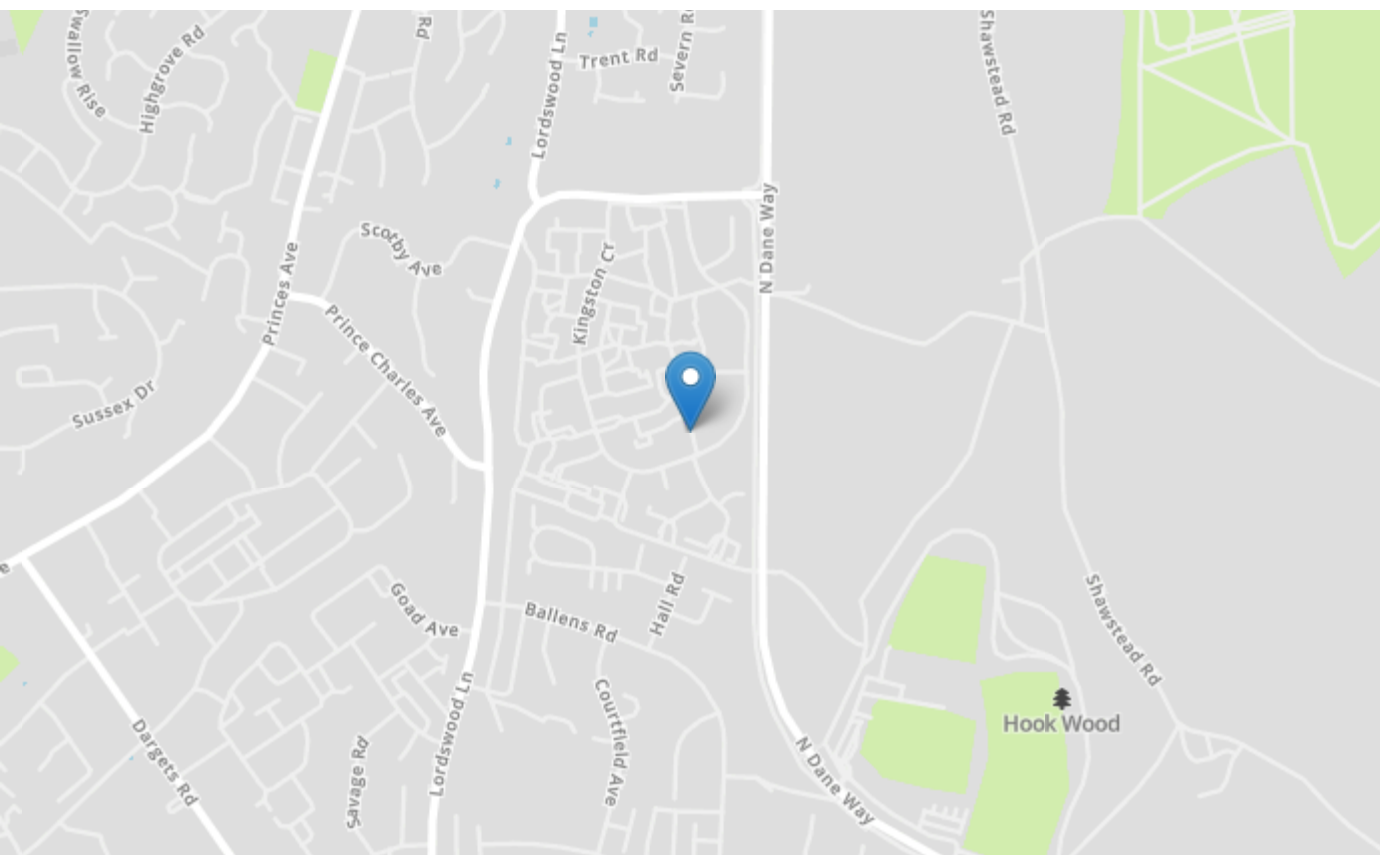 Swallow Rise
Highgrove Rd
Rd
Lordswood Ln
Trent Rd
Severn R
Shawstead Rd
N Dane Way
Scotby Ave
Princes Ave
Kingston Cr
Prince Charles Ave
Sussex Dr
e
Goad Ave
Ballens Rd
Hall Rd
Shawstead Rd
Hook Wood
Lordswood Ln
Courtfield Ave
Dargets Rd
Savage Rd
N Dane Way